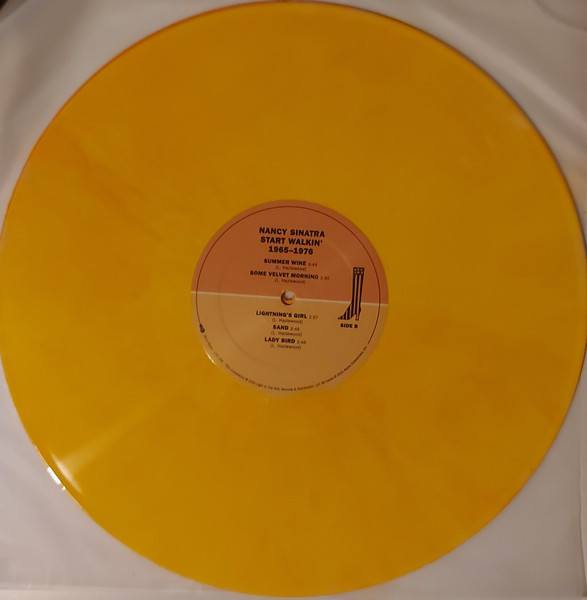 NANCY SINATRA
START WALKIN'
1965–1976
SUMMER WINE
(L. Hazlewood)
SOME VELVET MORNING
(L. Hazlewood)
LIGHTNING'S GIRL
(L. Hazlewood)
SAND
(L. Hazlewood)
LADY BIRD
(L. Hazlewood)
SIDE B